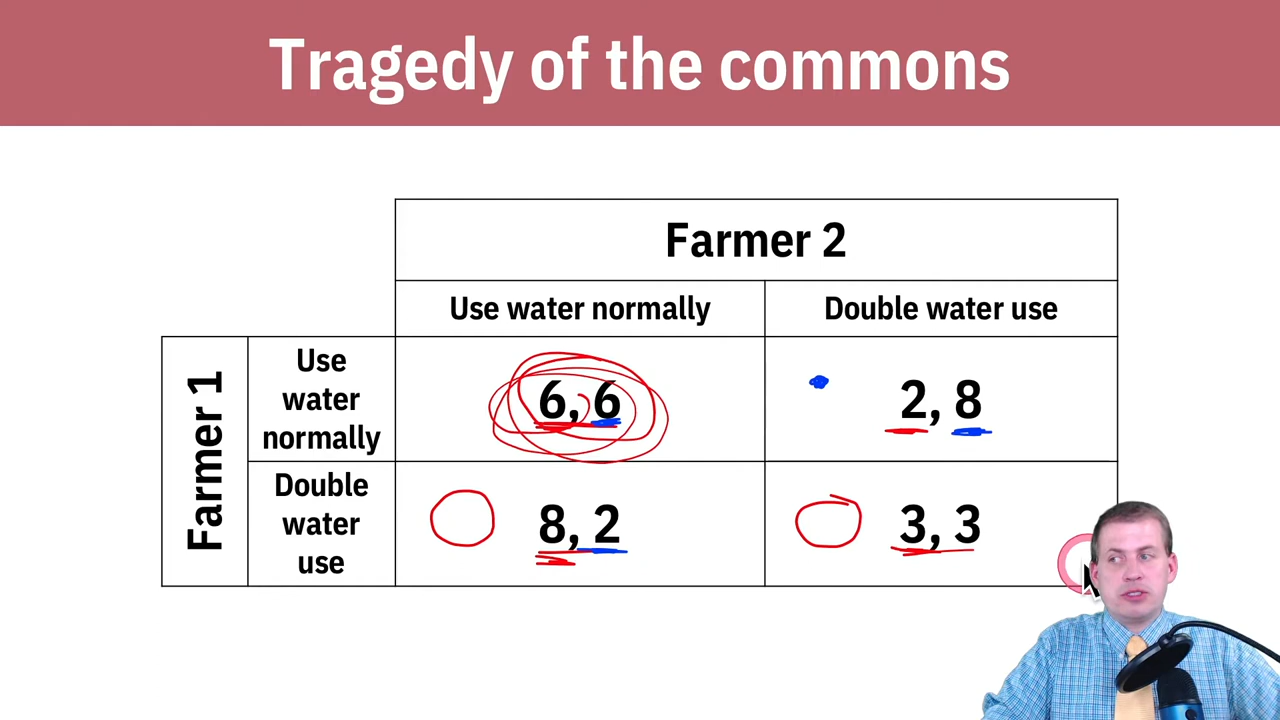 Tragedy of the commons
Farmer 2
Use water normally
Double water use
Farmer 1
Use
water
normally
6, 6
2, 8
Double
water
use
8, 2
3, 3